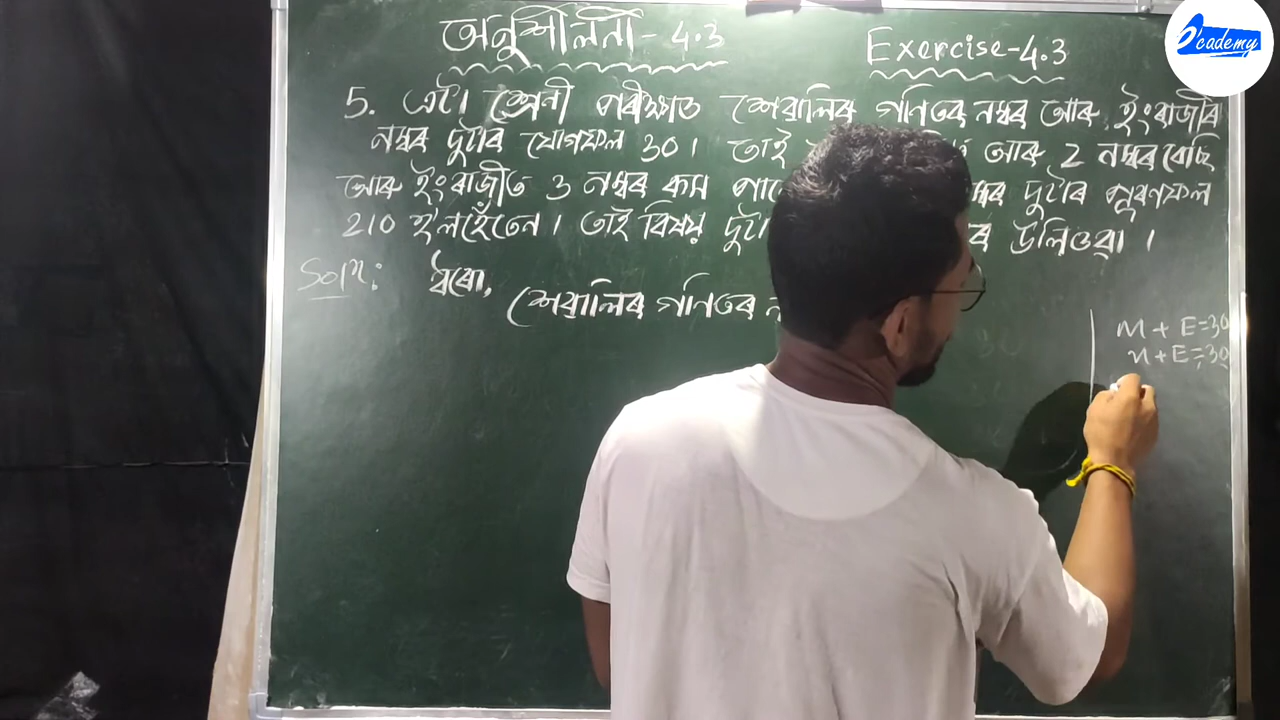 অনুশীলনী - 4.3
Exercise-4.3
5. এটা শ্ৰেণী পৰীক্ষাত শেৱালিৰ গণিতৰ নম্বৰ আৰু ইংৰাজীৰ
নম্বৰ দুটাৰ যোগফল 30। তাই আৰু 2 নম্বৰ বেছি
আৰু ইংৰাজীত 3 নম্বৰ কম দুটাৰ পূৰণফল
210 হ'লহেঁতেন। তাই বিষয় উলিওৱা।
Solⁿ: ধৰো,
শেৱালিৰ গণিতৰ
M + E = 30
x + E = 30
Bcademy